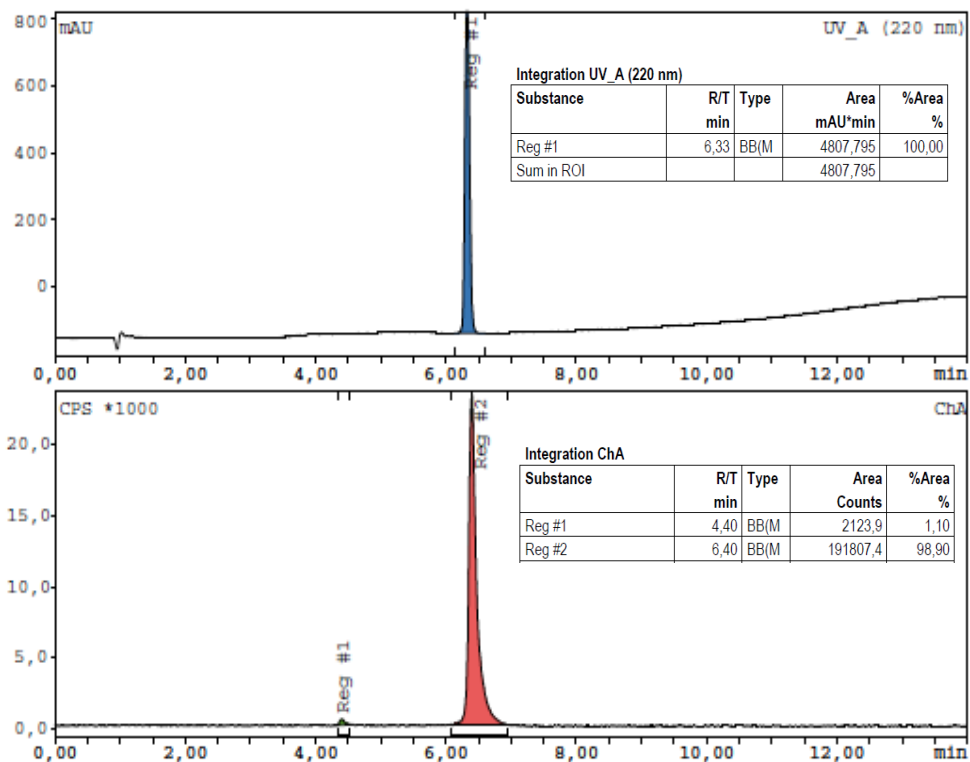 800
mAU
UV_A (220 nm)
Reg #1
600
400
200
0
Integration UV_A (220 nm)
Substance R/T Type Area %Area
min mAU*min %
Reg #1 6,33 BB(M 4807,795 100,00
Sum in ROI 4807,795
0,00 2,00 4,00 6,00 8,00 10,00 12,00 min
CPS *1000
ChA
Reg #2
20,0
15,0
10,0
5,0
0,0
Integration ChA
Substance R/T Type Area %Area
min Counts %
Reg #1 4,40 BB(M 2123,9 1,10
Reg #2 6,40 BB(M 191807,4 98,90
Reg #1
0,00 2,00 4,00 6,00 8,00 10,00 12,00 min